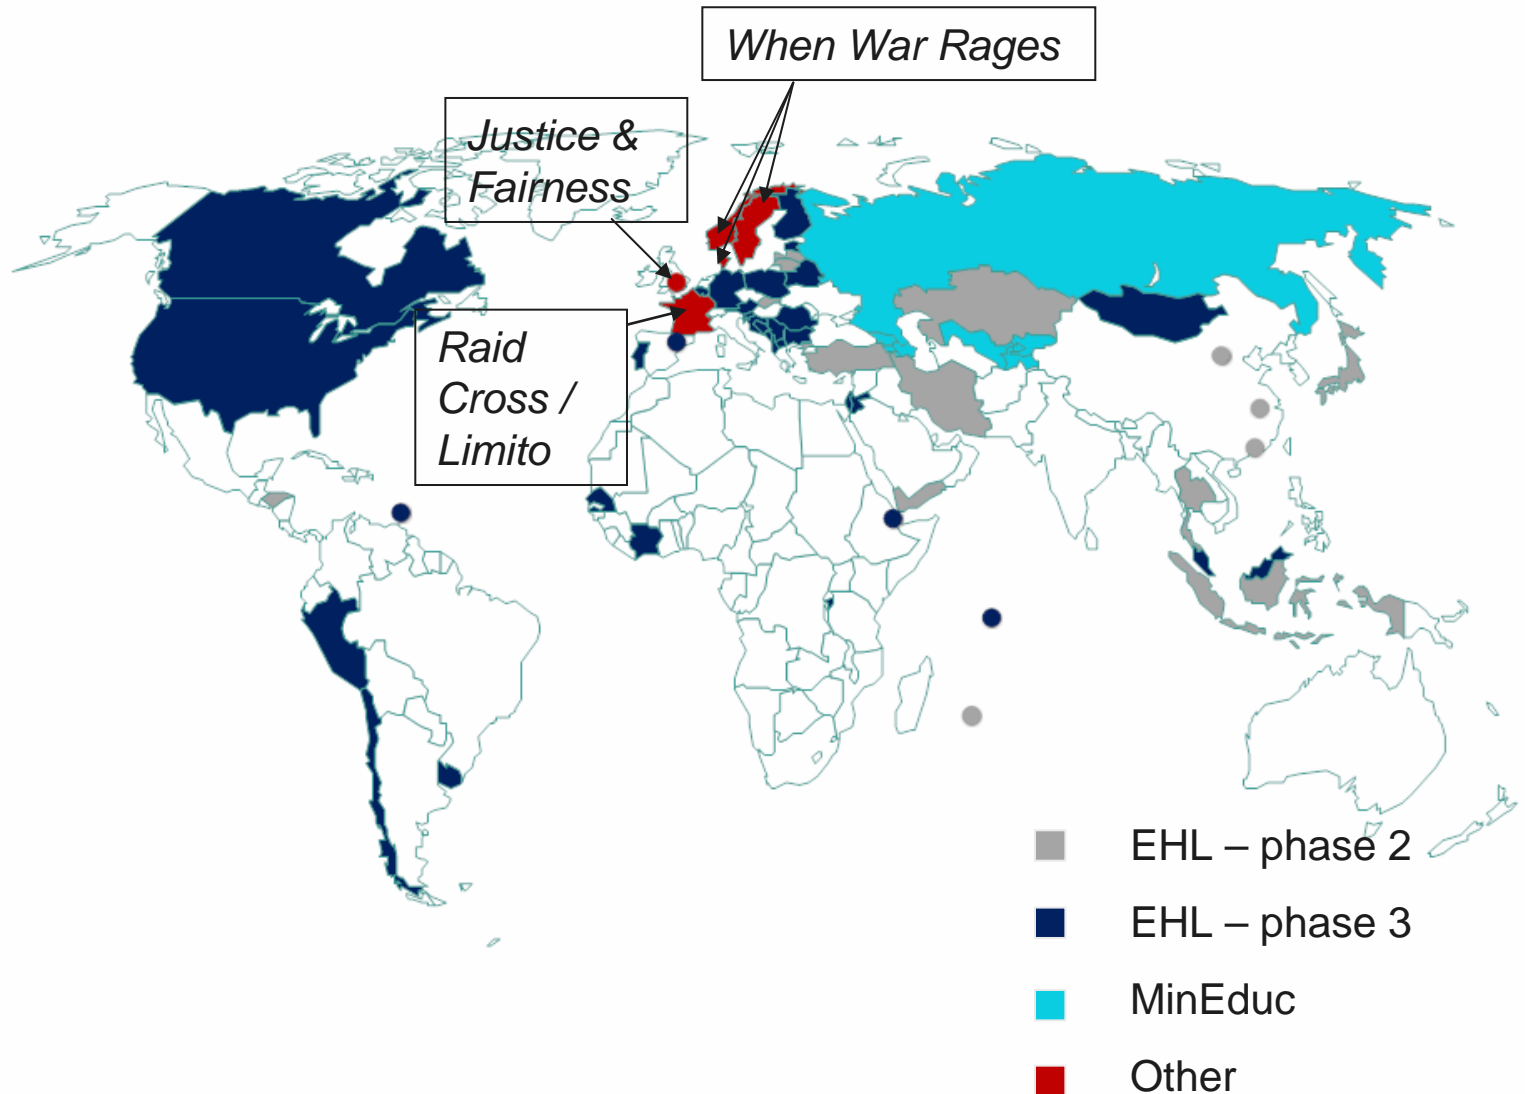 When War Rages
Justice &
Fairness
Raid
Cross /
Limito
EHL – phase 2
EHL – phase 3
MinEduc
Other